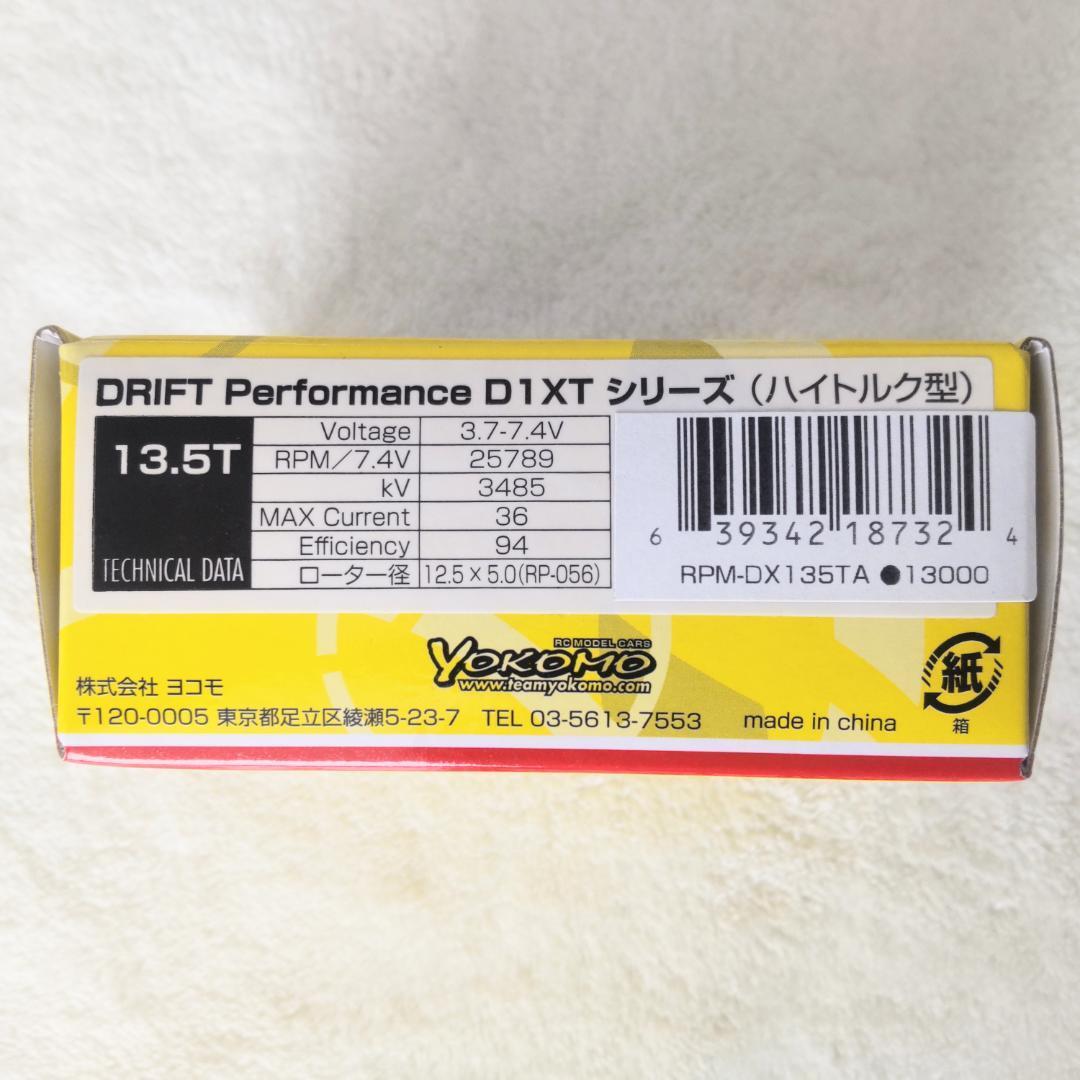 DRIFT Performance D1XT シリーズ（ハイトルク型）
13.5T
TECHNICAL DATA
Voltage 3.7-7.4V
RPM／7.4V 25789
kV 3485
MAX Current 36
Efficiency 94
ローター径 12.5×5.0(RP-056)
6 39342 18732 4
RPM-DX135TA ●13000
RC MODEL CARS
YOKOMO
www.teamyokomo.com
紙
箱
株式会社 ヨコモ
〒120-0005 東京都足立区綾瀬5-23-7 TEL 03-5613-7553 made in china